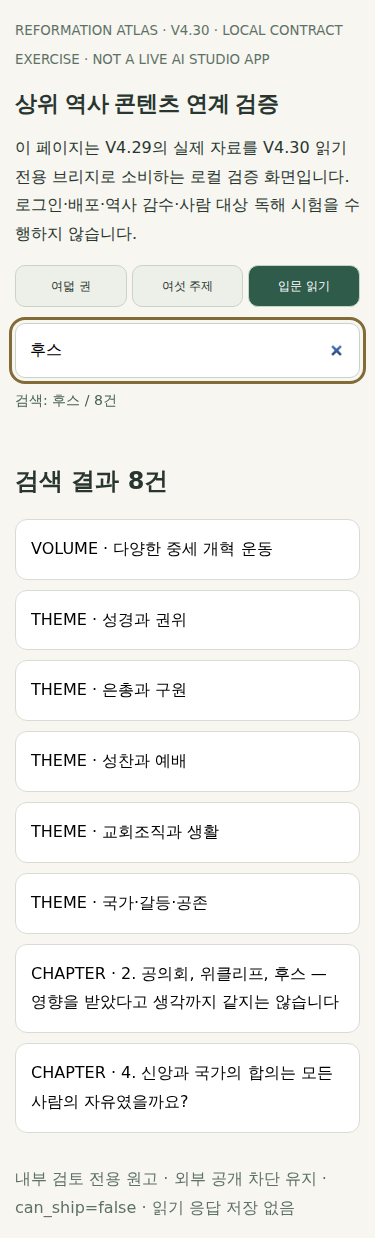 REFORMATION ATLAS · V4.30 · LOCAL CONTRACT
EXERCISE · NOT A LIVE AI STUDIO APP
상위 역사 콘텐츠 연계 검증
이 페이지는 V4.29의 실제 자료를 V4.30 읽기
전용 브리지로 소비하는 로컬 검증 화면입니다.
로그인·배포·역사 감수·사람 대상 독해 시험을 수
행하지 않습니다.
여덟 권
여섯 주제
입문 읽기
후스
×
검색: 후스 / 8건
검색 결과 8건
VOLUME · 다양한 중세 개혁 운동
THEME · 성경과 권위
THEME · 은총과 구원
THEME · 성찬과 예배
THEME · 교회조직과 생활
THEME · 국가·갈등·공존
CHAPTER · 2. 공의회, 위클리프, 후스 —
영향을 받았다고 생각까지 같지는 않습니다
CHAPTER · 4. 신앙과 국가의 합의는 모든
사람의 자유였을까요?
내부 검토 전용 원고 · 외부 공개 차단 유지 ·
can_ship=false · 읽기 응답 저장 없음